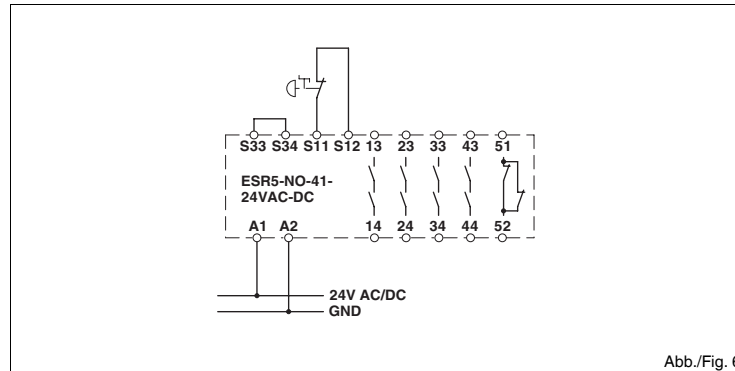 S33 S34 S11 S12 13 23 33 43 51
ESR5-NO-41-
24VAC-DC
A1 A2 14 24 34 44 52
24V AC/DC
GND
Abb./Fig. 6